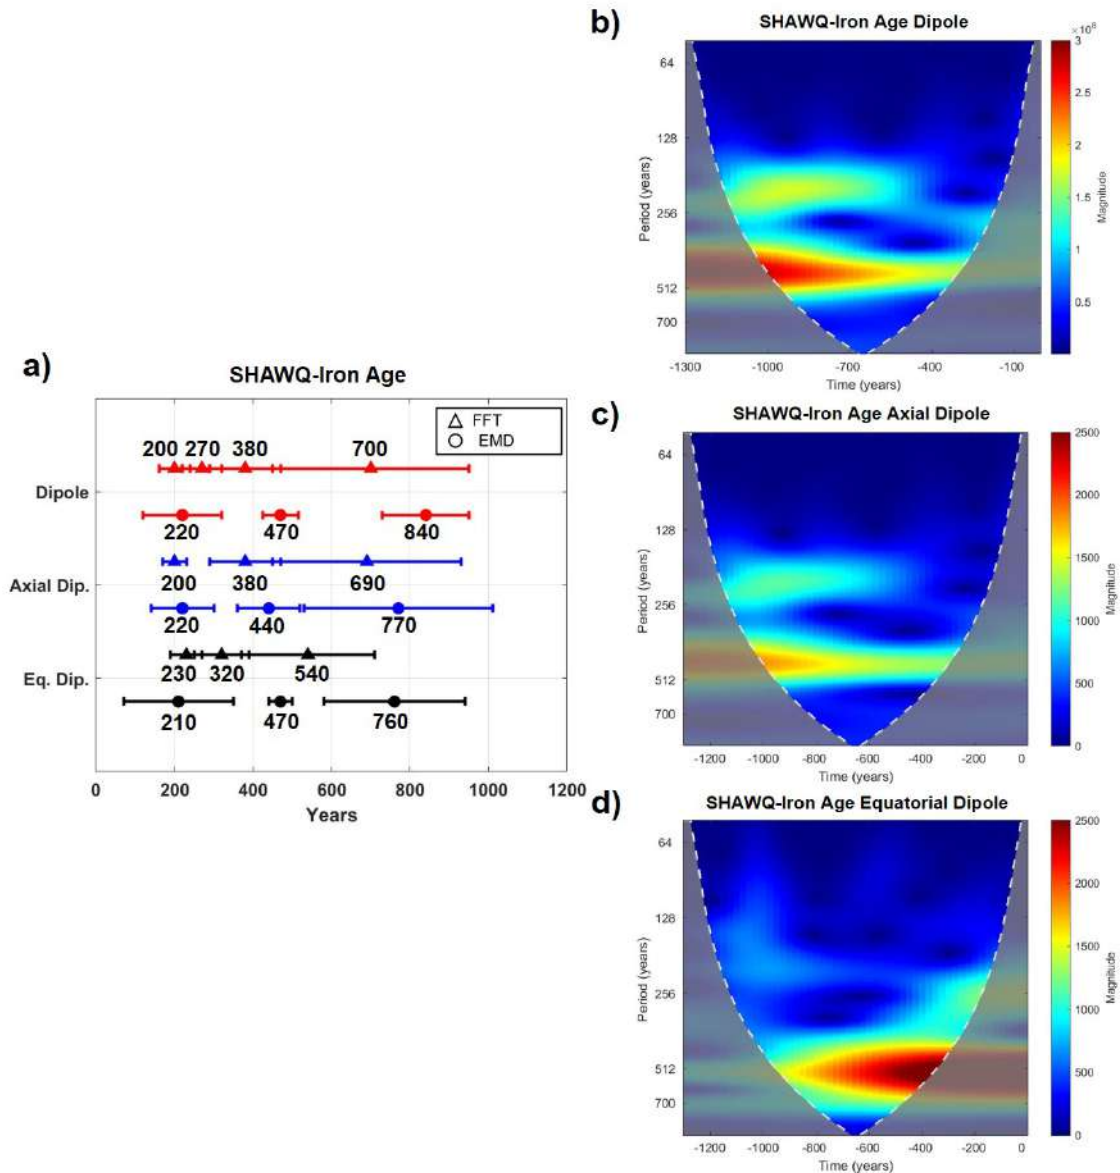 a)
SHAWQ-Iron Age
FFT
EMD
200 270 380 700
Dipole
220 470 840
200 380 690
Axial Dip.
220 440 770
230 320 540
Eq. Dip.
210 470 760
0 200 400 600 800 1000 1200
Years
b)
SHAWQ-Iron Age Dipole
×10⁸
64
128
256
512
700
Period (years)
-1300 -1000 -700 -400 -100
Time (years)
3
2.5
2
1.5
1
0.5
Magnitude
c)
SHAWQ-Iron Age Axial Dipole
64
128
256
512
700
Period (years)
-1200 -1000 -800 -600 -400 -200 0
Time (years)
2500
2000
1500
1000
500
0
Magnitude
d)
SHAWQ-Iron Age Equatorial Dipole
64
128
256
512
700
Period (years)
-1200 -1000 -800 -600 -400 -200 0
Time (years)
2500
2000
1500
1000
500
0
Magnitude